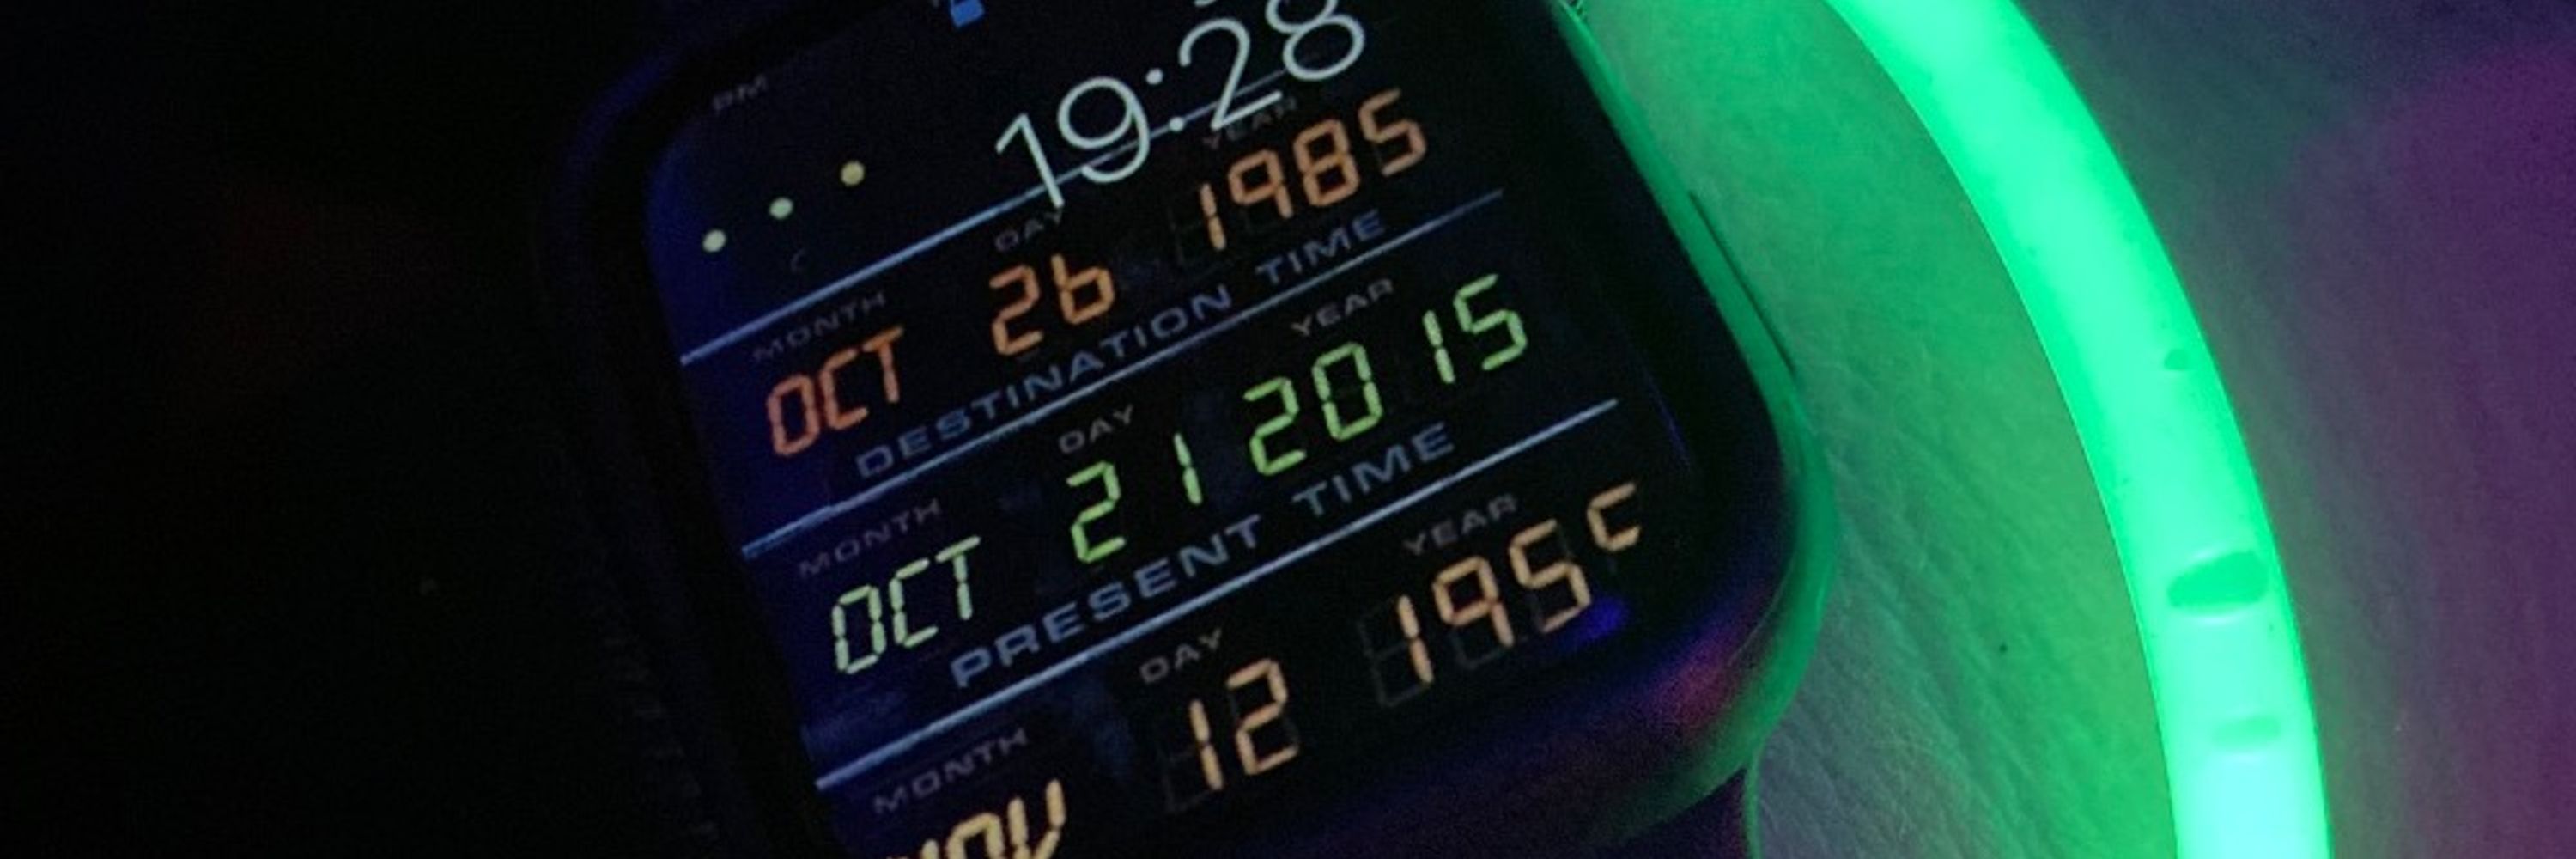 19:28
PM
MONTH DAY YEAR
OCT 26 1985
DESTINATION TIME
MONTH DAY YEAR
OCT 21 2015
PRESENT TIME
MONTH DAY YEAR
NOV 12 195